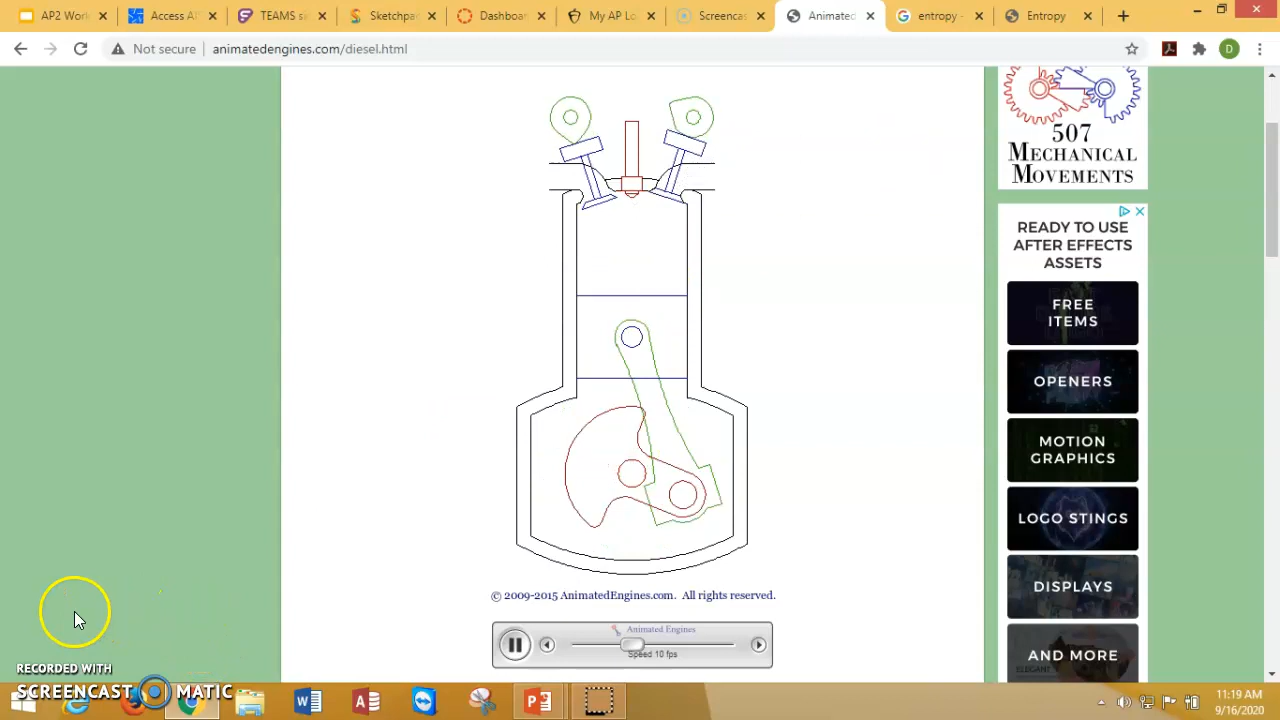 AP2 Work
Access A
TEAMS si
Sketchpa
Dashboa
My AP Lo
Screenca
Animated
entropy -
Entropy
Not secure
animatedengines.com/diesel.html
D
507
MECHANICAL
MOVEMENTS
READY TO USE
AFTER EFFECTS
ASSETS
FREE
ITEMS
OPENERS
MOTION
GRAPHICS
LOGO STINGS
DISPLAYS
AND MORE
© 2009-2015 AnimatedEngines.com. All rights reserved.
Animated Engines
Speed 10 fps
RECORDED WITH
SCREENCAST MATIC
11:19 AM
9/16/2020